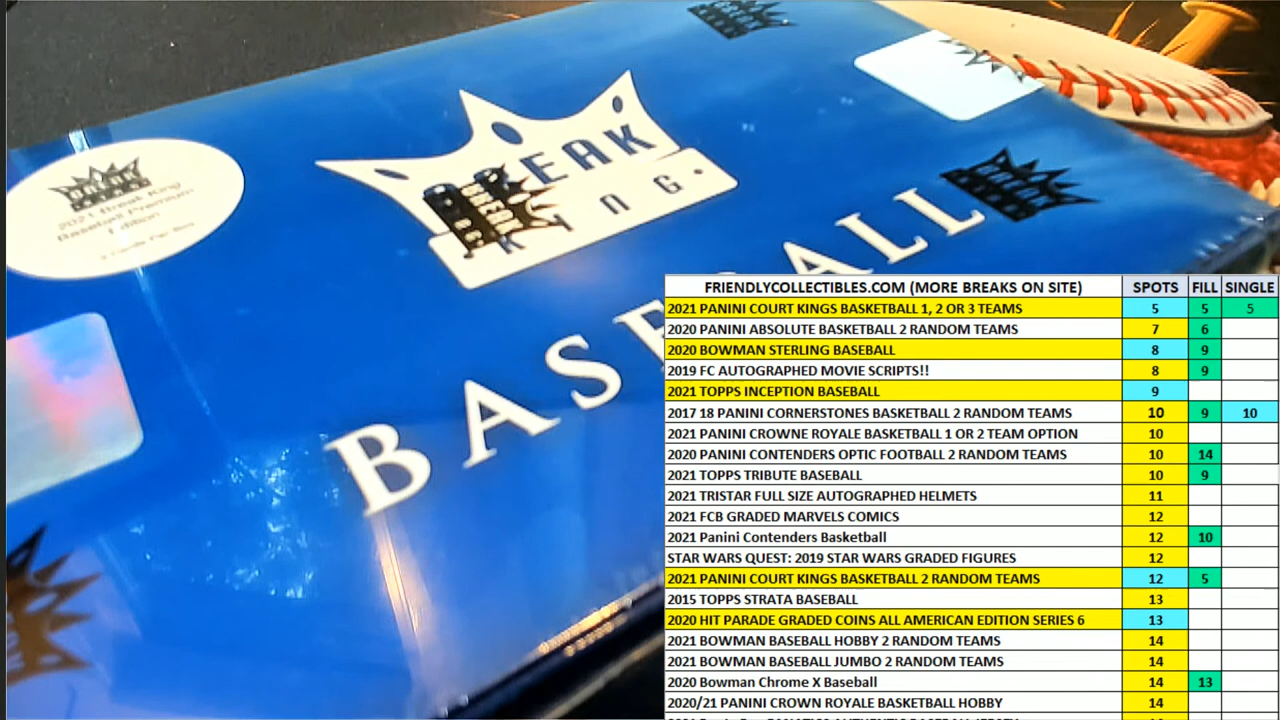 BREAK
KING
BREAK
KING
2021 Break King
Baseball Premium
Edition
BASEBALL
FRIENDLYCOLLECTIBLES.COM (MORE BREAKS ON SITE) SPOTS FILL SINGLE
2021 PANINI COURT KINGS BASKETBALL 1, 2 OR 3 TEAMS 5 5 5
2020 PANINI ABSOLUTE BASKETBALL 2 RANDOM TEAMS 7 6
2020 BOWMAN STERLING BASEBALL 8 9
2019 FC AUTOGRAPHED MOVIE SCRIPTS!! 8 9
2021 TOPPS INCEPTION BASEBALL 9
2017 18 PANINI CORNERSTONES BASKETBALL 2 RANDOM TEAMS 10 9 10
2021 PANINI CROWNE ROYALE BASKETBALL 1 OR 2 TEAM OPTION 10
2020 PANINI CONTENDERS OPTIC FOOTBALL 2 RANDOM TEAMS 10 14
2021 TOPPS TRIBUTE BASEBALL 10 9
2021 TRISTAR FULL SIZE AUTOGRAPHED HELMETS 11
2021 FCB GRADED MARVELS COMICS 12
2021 Panini Contenders Basketball 12 10
STAR WARS QUEST: 2019 STAR WARS GRADED FIGURES 12
2021 PANINI COURT KINGS BASKETBALL 2 RANDOM TEAMS 12 5
2015 TOPPS STRATA BASEBALL 13
2020 HIT PARADE GRADED COINS ALL AMERICAN EDITION SERIES 6 13
2021 BOWMAN BASEBALL HOBBY 2 RANDOM TEAMS 14
2021 BOWMAN BASEBALL JUMBO 2 RANDOM TEAMS 14
2020 Bowman Chrome X Baseball 14 13
2020/21 PANINI CROWN ROYALE BASKETBALL HOBBY 14